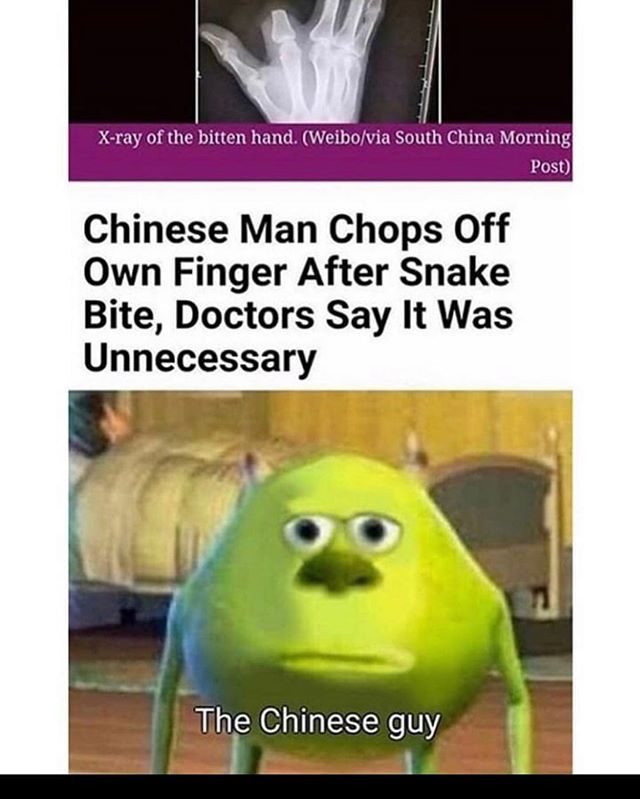 X-ray of the bitten hand. (Weibo/via South China Morning
Post)
Chinese Man Chops Off
Own Finger After Snake
Bite, Doctors Say It Was
Unnecessary
The Chinese guy